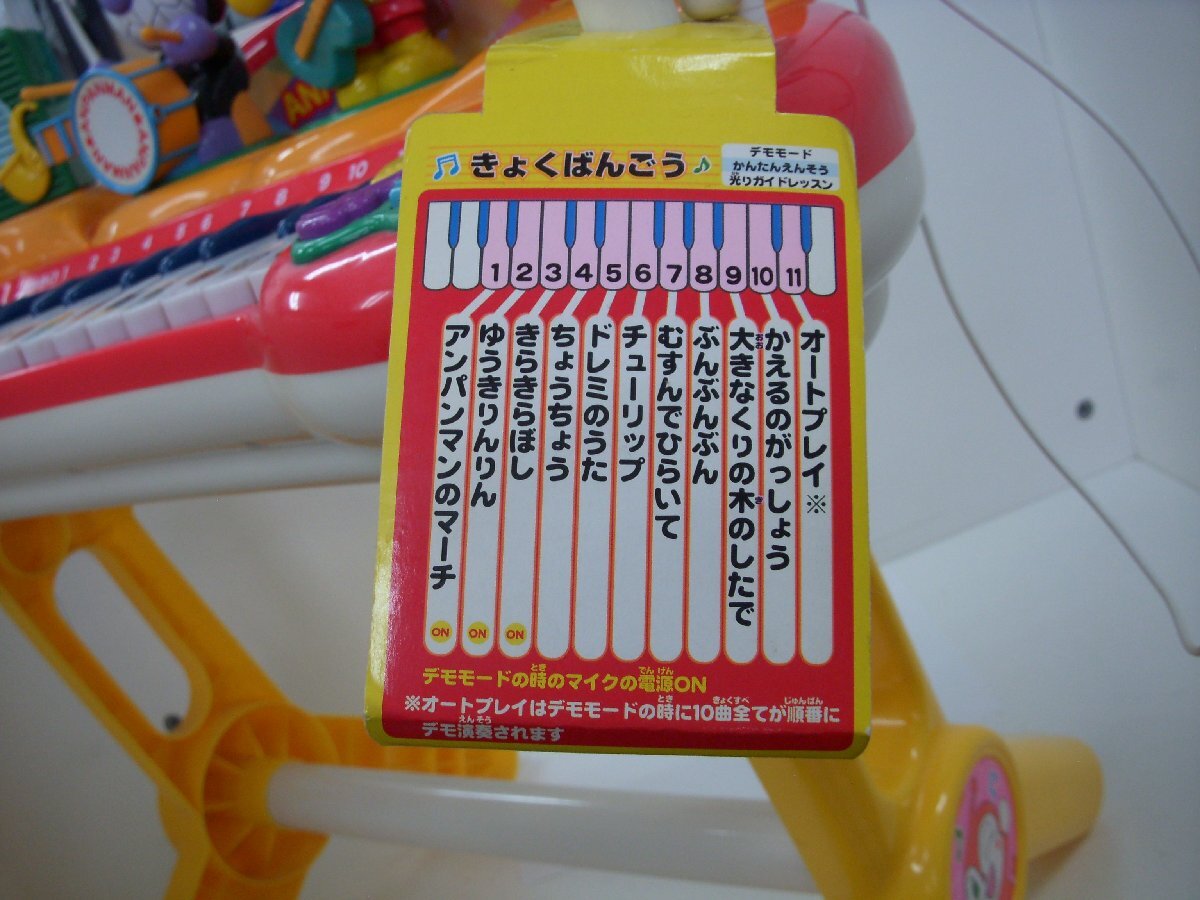 きょくばんごう
デモモード
かんたんえんそう
光りガイドレッスン
1 2 3 4 5 6 7 8 9 10 11
アンパンマンのマーチ
ゆうきりんりん
きらきらぼし
ちょうちょう
ドレミのうた
チューリップ
むすんでひらいて
ぶんぶんぶん
大きなくりの木のしたで
かえるのがっしょう
オートプレイ※
ON ON ON
デモモードの時のマイクの電源ON
※オートプレイはデモモードの時に10曲全てが順番に
デモ演奏されます
2 3 4 5 6 7 8 9 10